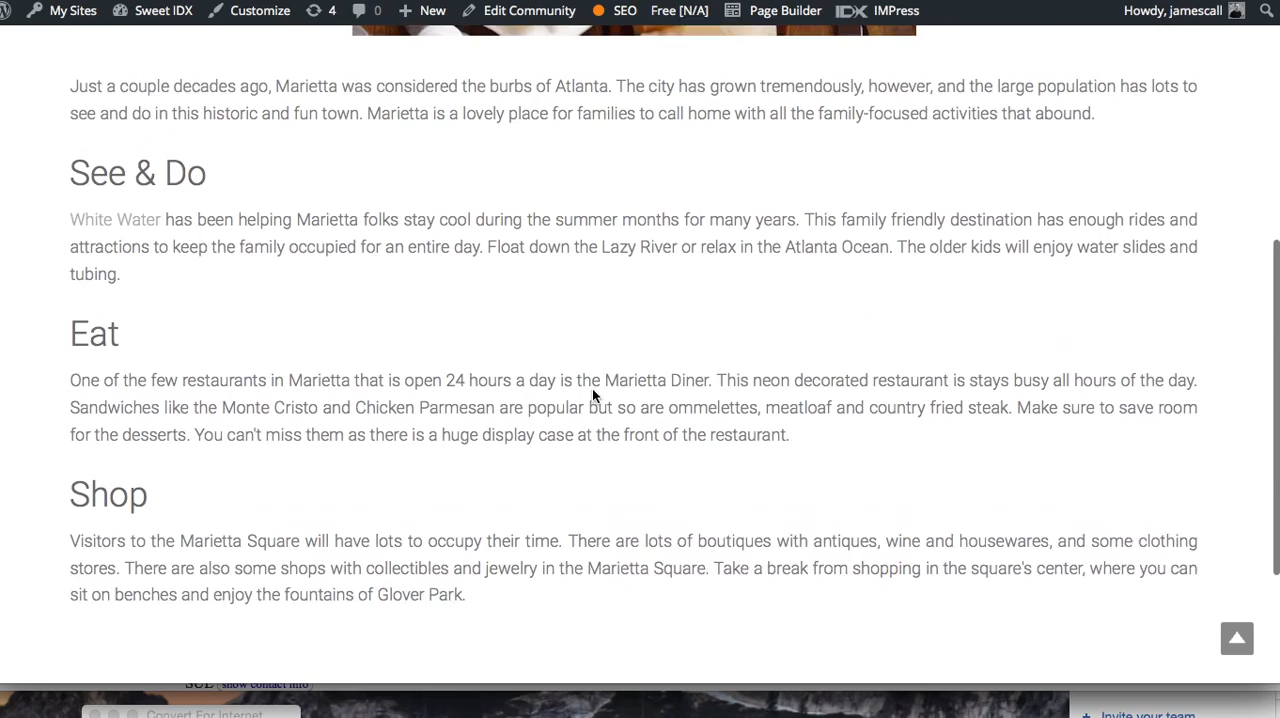 My Sites Sweet IDX Customize 4 0 New Edit Community SEO Free [N/A] Page Builder IDX IMPress Howdy, jamescall
Just a couple decades ago, Marietta was considered the burbs of Atlanta. The city has grown tremendously, however, and the large population has lots to
see and do in this historic and fun town. Marietta is a lovely place for families to call home with all the family-focused activities that abound.
See & Do
White Water has been helping Marietta folks stay cool during the summer months for many years. This family friendly destination has enough rides and
attractions to keep the family occupied for an entire day. Float down the Lazy River or relax in the Atlanta Ocean. The older kids will enjoy water slides and
tubing.
Eat
One of the few restaurants in Marietta that is open 24 hours a day is the Marietta Diner. This neon decorated restaurant is stays busy all hours of the day.
Sandwiches like the Monte Cristo and Chicken Parmesan are popular but so are ommelettes, meatloaf and country fried steak. Make sure to save room
for the desserts. You can't miss them as there is a huge display case at the front of the restaurant.
Shop
Visitors to the Marietta Square will have lots to occupy their time. There are lots of boutiques with antiques, wine and housewares, and some clothing
stores. There are also some shops with collectibles and jewelry in the Marietta Square. Take a break from shopping in the square's center, where you can
sit on benches and enjoy the fountains of Glover Park.
(show contact info)
Convert For Internet
+ Invite your team